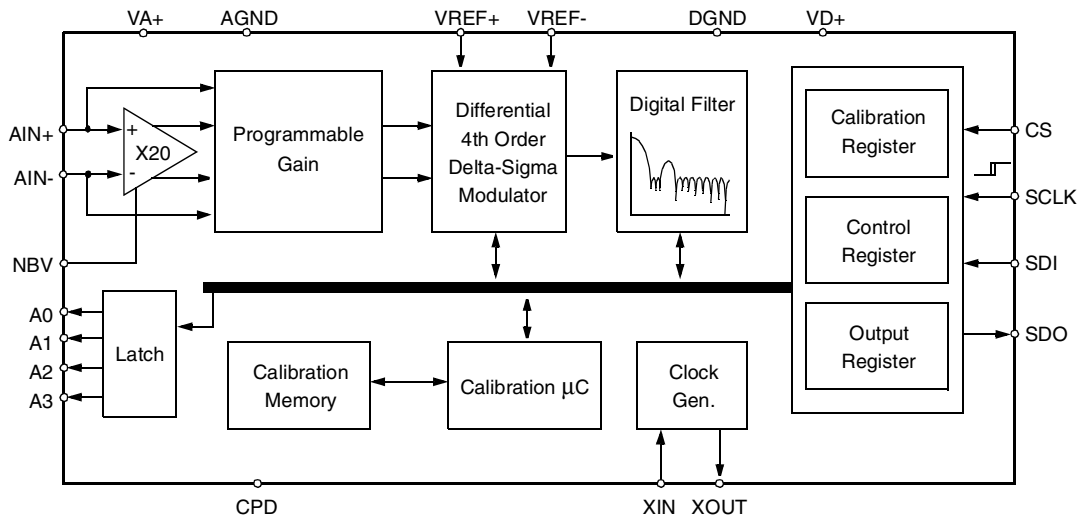 VA+ AGND VREF+ VREF- DGND VD+
AIN+
AIN-
NBV
+
X20
-
Programmable
Gain
Differential
4th Order
Delta-Sigma
Modulator
Digital Filter
Calibration
Register
Control
Register
Output
Register
CS
SCLK
SDI
SDO
A0
A1
A2
A3
Latch
Calibration
Memory
Calibration µC
Clock
Gen.
CPD XIN XOUT